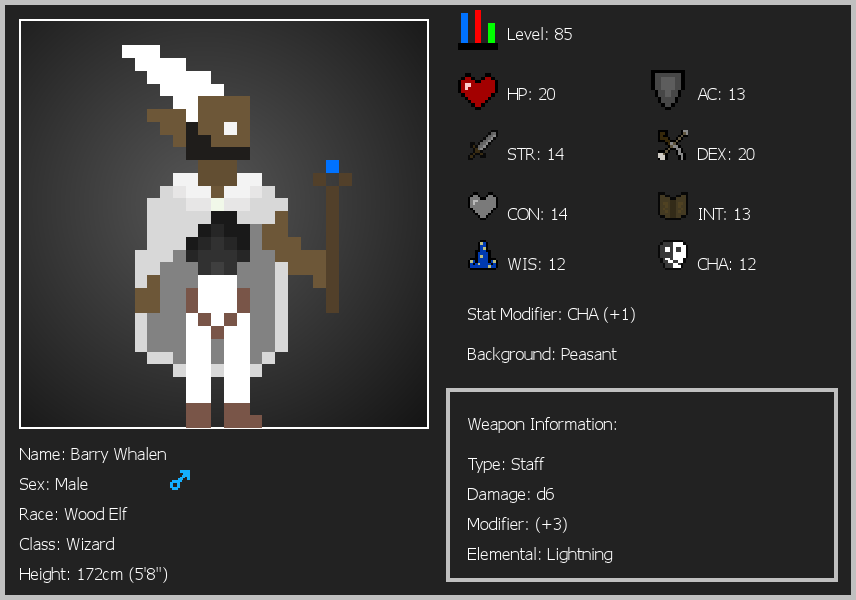 Level: 85
HP: 20
AC: 13
STR: 14
DEX: 20
CON: 14
INT: 13
WIS: 12
CHA: 12
Stat Modifier: CHA (+1)
Background: Peasant
Weapon Information:
Type: Staff
Damage: d6
Modifier: (+3)
Elemental: Lightning
Name: Barry Whalen
Sex: Male
Race: Wood Elf
Class: Wizard
Height: 172cm (5'8")